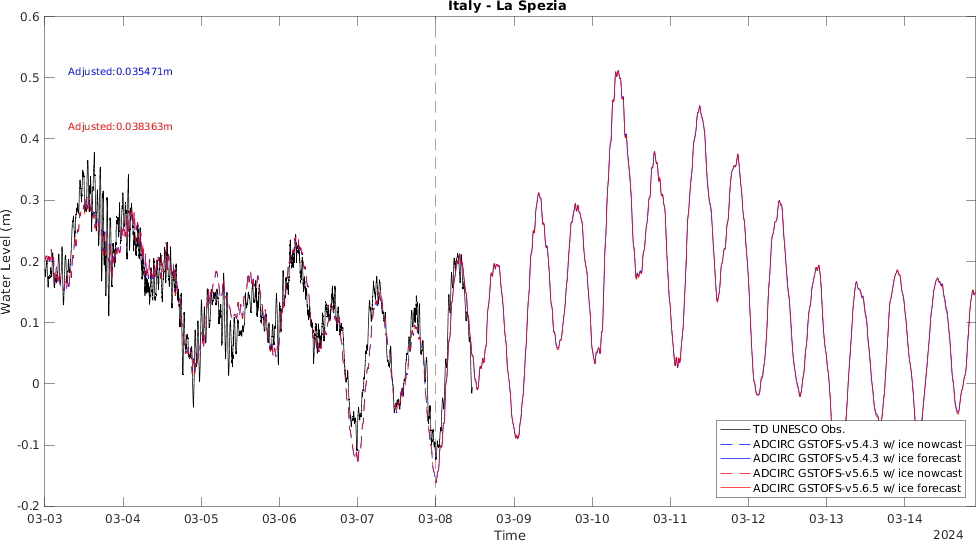 Italy - La Spezia
0.6
0.5
0.4
0.3
0.2
0.1
0
-0.1
-0.2
Water Level (m)
Adjusted:0.035471m
Adjusted:0.038363m
TD UNESCO Obs.
ADCIRC GSTOFS-v5.4.3 w/ ice nowcast
ADCIRC GSTOFS-v5.4.3 w/ ice forecast
ADCIRC GSTOFS-v5.6.5 w/ ice nowcast
ADCIRC GSTOFS-v5.6.5 w/ ice forecast
03-03 03-04 03-05 03-06 03-07 03-08 03-09 03-10 03-11 03-12 03-13 03-14
Time
2024